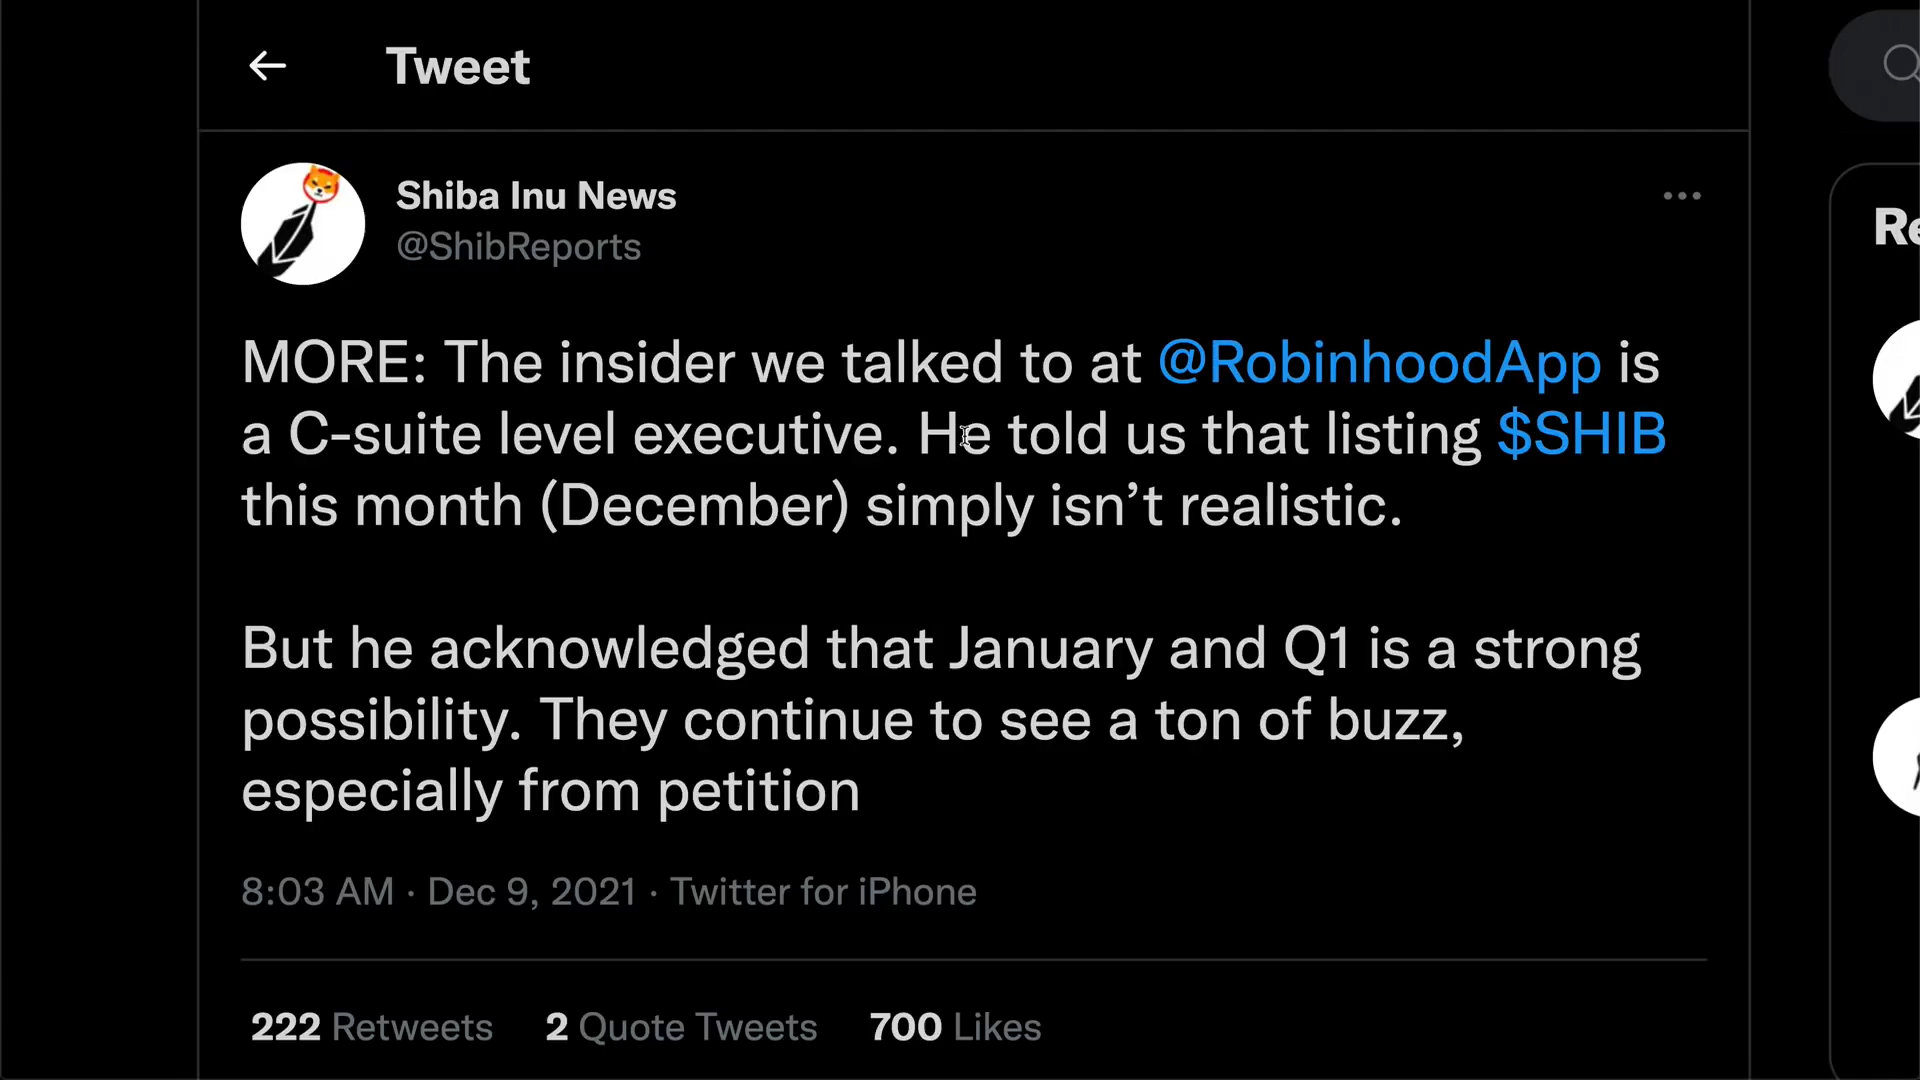 Tweet
Shiba Inu News
@ShibReports
MORE: The insider we talked to at @RobinhoodApp is
a C-suite level executive. He told us that listing $SHIB
this month (December) simply isn’t realistic.
But he acknowledged that January and Q1 is a strong
possibility. They continue to see a ton of buzz,
especially from petition
8:03 AM · Dec 9, 2021 · Twitter for iPhone
222 Retweets 2 Quote Tweets 700 Likes